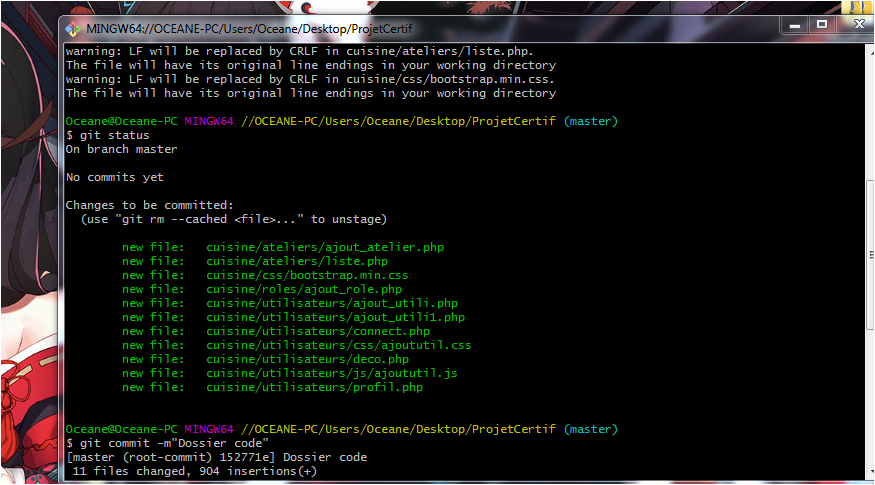 MINGW64://OCEANE-PC/Users/Oceane/Desktop/ProjetCertif
warning: LF will be replaced by CRLF in cuisine/ateliers/liste.php.
The file will have its original line endings in your working directory
warning: LF will be replaced by CRLF in cuisine/css/bootstrap.min.css.
The file will have its original line endings in your working directory
Oceane@Oceane-PC MINGW64 //OCEANE-PC/Users/Oceane/Desktop/ProjetCertif (master)
$ git status
On branch master
No commits yet
Changes to be committed:
(use "git rm --cached <file>..." to unstage)
new file: cuisine/ateliers/ajout_atelier.php
new file: cuisine/ateliers/liste.php
new file: cuisine/css/bootstrap.min.css
new file: cuisine/roles/ajout_role.php
new file: cuisine/utilisateurs/ajout_utili.php
new file: cuisine/utilisateurs/ajout_utili1.php
new file: cuisine/utilisateurs/connect.php
new file: cuisine/utilisateurs/css/ajoututil.css
new file: cuisine/utilisateurs/deco.php
new file: cuisine/utilisateurs/js/ajoututil.js
new file: cuisine/utilisateurs/profil.php
Oceane@Oceane-PC MINGW64 //OCEANE-PC/Users/Oceane/Desktop/ProjetCertif (master)
$ git commit -m"Dossier code"
[master (root-commit) 152771e] Dossier code
11 files changed, 904 insertions(+)